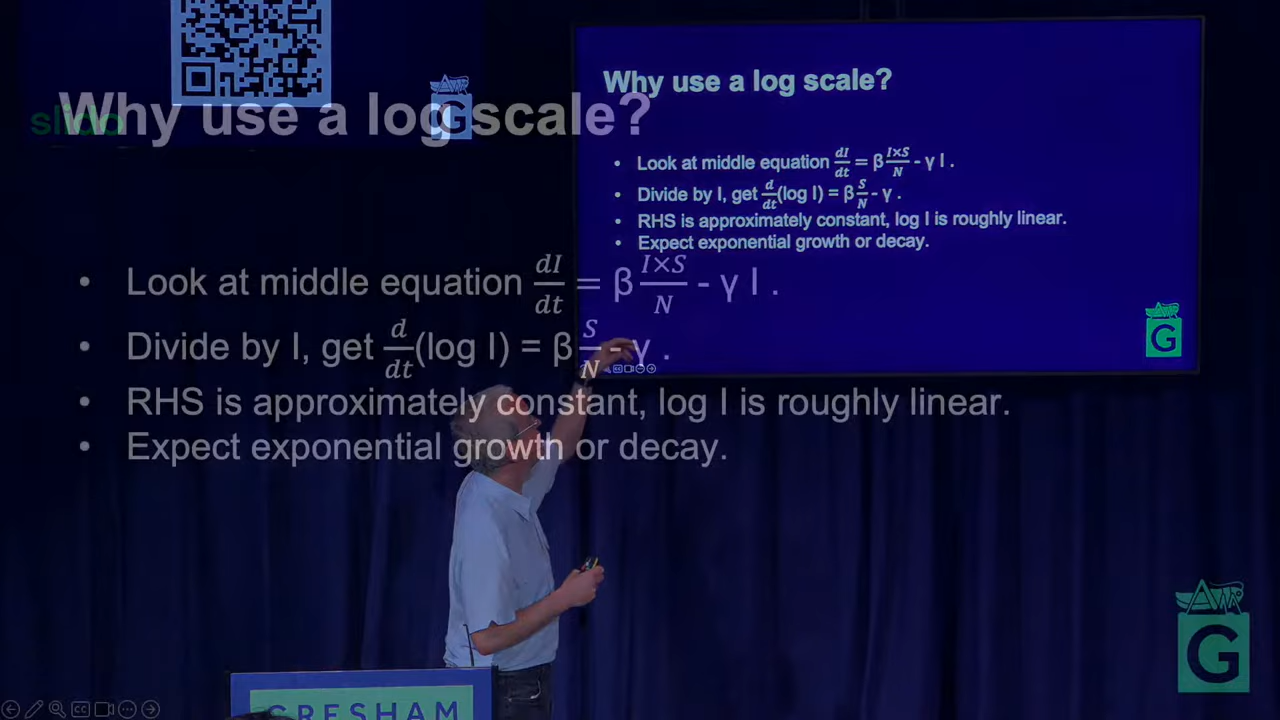 Why use a log scale?
• Look at middle equation dI/dt = β I×S/N - γ I .
• Divide by I, get d/dt(log I) = β S/N - γ .
• RHS is approximately constant, log I is roughly linear.
• Expect exponential growth or decay.
G
slido
G
Why use a log scale?
• Look at middle equation dI/dt = β I×S/N - γ I .
• Divide by I, get d/dt(log I) = β S/N - γ .
• RHS is approximately constant, log I is roughly linear.
• Expect exponential growth or decay.
G
GRESHAM